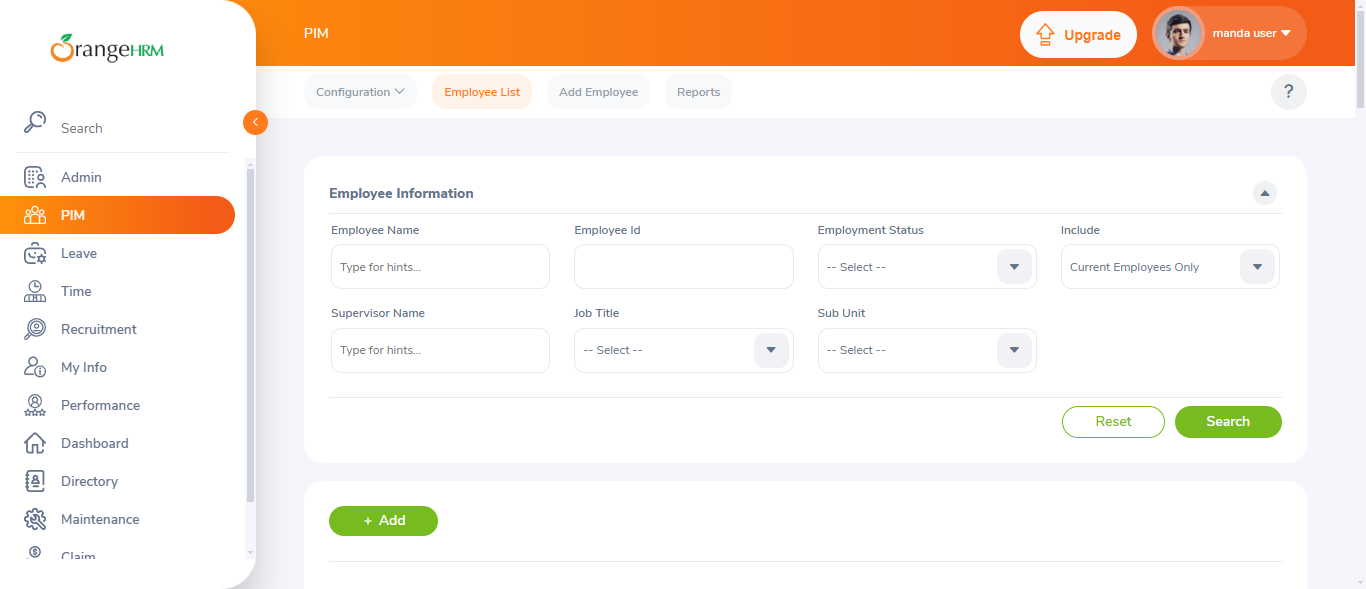 OrangeHRM
PIM
Upgrade
manda user
Search
Configuration
Employee List
Add Employee
Reports
?
Admin
PIM
Leave
Time
Recruitment
My Info
Performance
Dashboard
Directory
Maintenance
Claim
Employee Information
Employee Name
Employee Id
Employment Status
Include
Type for hints...
-- Select --
Current Employees Only
Supervisor Name
Job Title
Sub Unit
Type for hints...
-- Select --
-- Select --
Reset
Search
+ Add